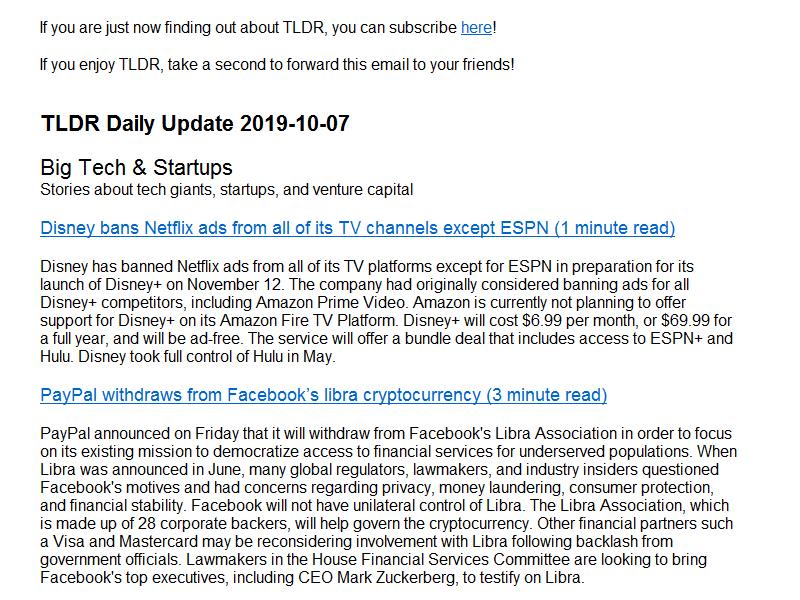 If you are just now finding out about TLDR, you can subscribe here!
If you enjoy TLDR, take a second to forward this email to your friends!
TLDR Daily Update 2019-10-07
Big Tech & Startups
Stories about tech giants, startups, and venture capital
Disney bans Netflix ads from all of its TV channels except ESPN (1 minute read)
Disney has banned Netflix ads from all of its TV platforms except for ESPN in preparation for its
launch of Disney+ on November 12. The company had originally considered banning ads for all
Disney+ competitors, including Amazon Prime Video. Amazon is currently not planning to offer
support for Disney+ on its Amazon Fire TV Platform. Disney+ will cost $6.99 per month, or $69.99 for
a full year, and will be ad-free. The service will offer a bundle deal that includes access to ESPN+ and
Hulu. Disney took full control of Hulu in May.
PayPal withdraws from Facebook’s libra cryptocurrency (3 minute read)
PayPal announced on Friday that it will withdraw from Facebook's Libra Association in order to focus
on its existing mission to democratize access to financial services for underserved populations. When
Libra was announced in June, many global regulators, lawmakers, and industry insiders questioned
Facebook's motives and had concerns regarding privacy, money laundering, consumer protection,
and financial stability. Facebook will not have unilateral control of Libra. The Libra Association, which
is made up of 28 corporate backers, will help govern the cryptocurrency. Other financial partners such
a Visa and Mastercard may be reconsidering involvement with Libra following backlash from
government officials. Lawmakers in the House Financial Services Committee are looking to bring
Facebook's top executives, including CEO Mark Zuckerberg, to testify on Libra.